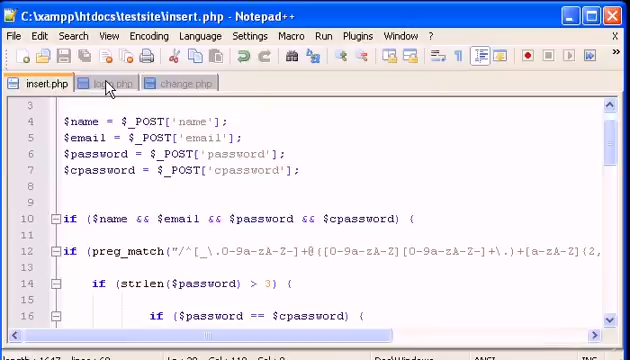 C:\xampp\htdocs\testsite\insert.php - Notepad++
File Edit Search View Encoding Language Settings Macro Run Plugins Window ? X
insert.php login.php change.php
3
4 $name = $_POST['name'];
5 $email = $_POST['email'];
6 $password = $_POST['password'];
7 $cpassword = $_POST['cpassword'];
8
9
10 if ($name && $email && $password && $cpassword) {
11
12 if (preg_match("/^[_\.0-9a-zA-Z-]+@([0-9a-zA-Z][0-9a-zA-Z-]+\.)+[a-zA-Z]{2,
13
14 if (strlen($password) > 3) {
15
16 if ($password == $cpassword) {